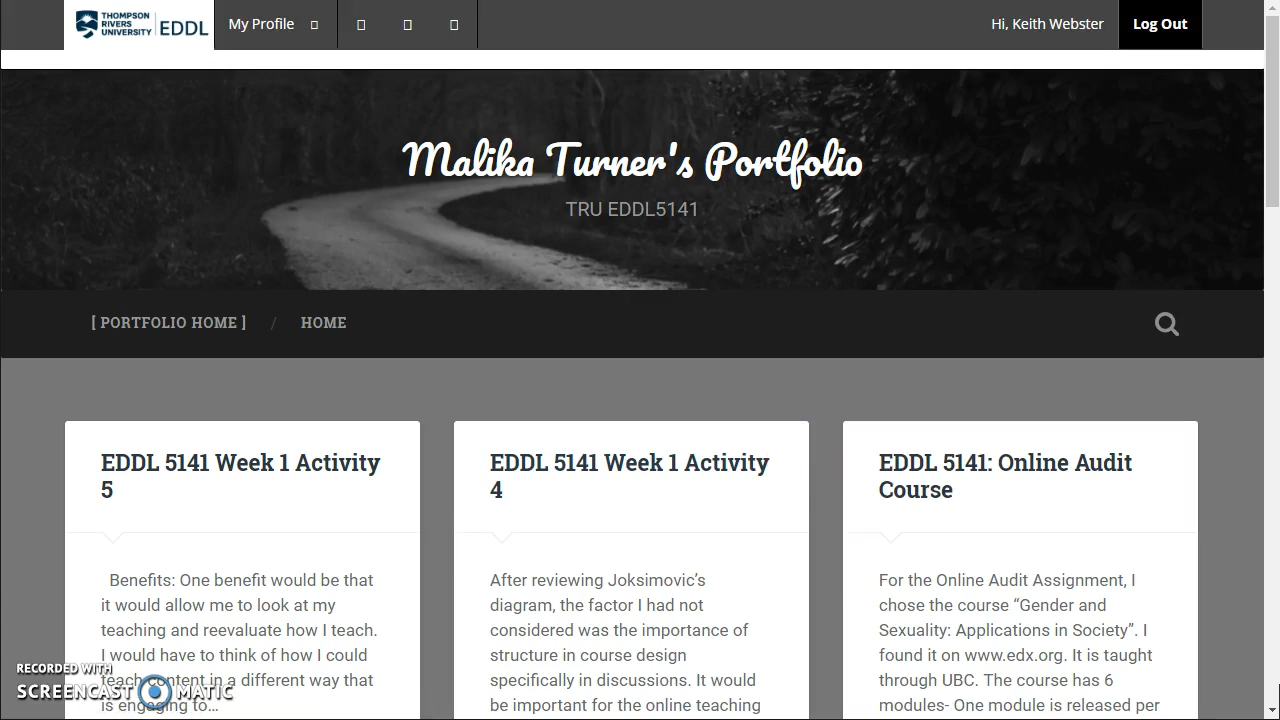 THOMPSON
RIVERS
UNIVERSITY
EDDL
My Profile
Hi, Keith Webster
Log Out
Malika Turner's Portfolio
TRU EDDL5141
[ PORTFOLIO HOME ] / HOME
EDDL 5141 Week 1 Activity
5
Benefits: One benefit would be that
it would allow me to look at my
teaching and reevaluate how I teach.
I would have to think of how I could
teach content in a different way that
is engaging to…
EDDL 5141 Week 1 Activity
4
After reviewing Joksimovic’s
diagram, the factor I had not
considered was the importance of
structure in course design
specifically in discussions. It would
be important for the online teaching
EDDL 5141: Online Audit
Course
For the Online Audit Assignment, I
chose the course “Gender and
Sexuality: Applications in Society”. I
found it on www.edx.org. It is taught
through UBC. The course has 6
modules- One module is released per
RECORDED WITH
SCREENCAST MATIC